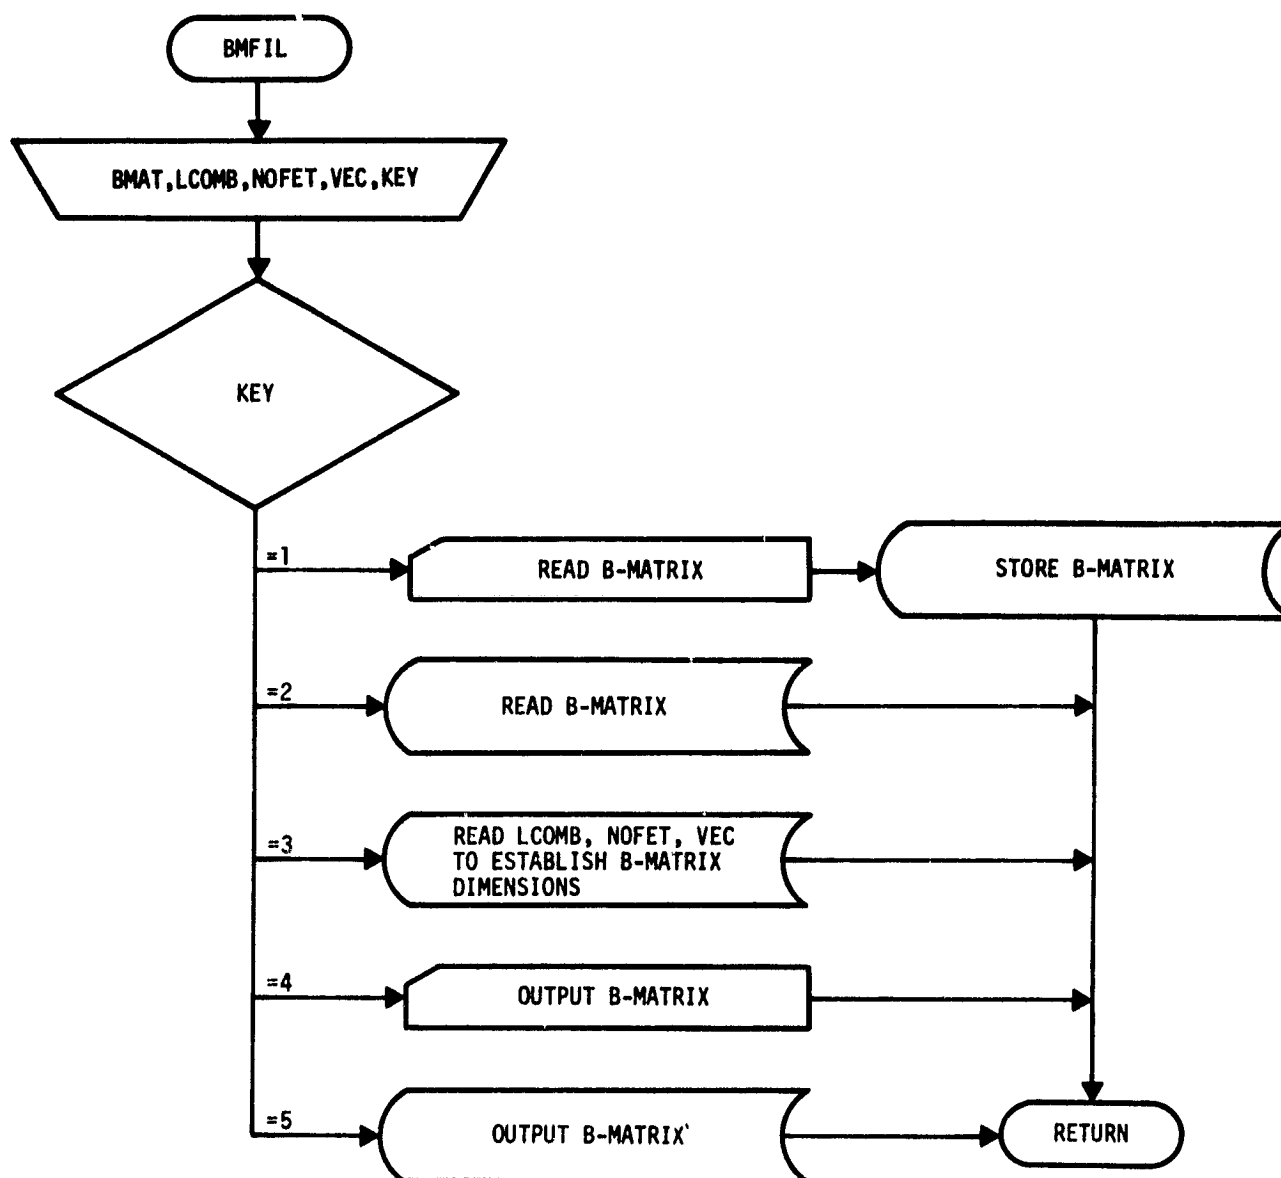 BMFIL
BMAT,LCOMB,NOFET,VEC,KEY
KEY
=1
READ B-MATRIX
STORE B-MATRIX
=2
READ B-MATRIX
=3
READ LCOMB, NOFET, VEC
TO ESTABLISH B-MATRIX
DIMENSIONS
=4
OUTPUT B-MATRIX
=5
OUTPUT B-MATRIX'
RETURN